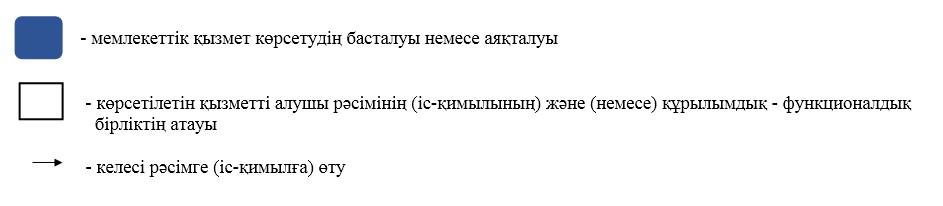 - мемлекеттік қызмет көрсетудің басталуы немесе аяқталуы
- көрсетілетін қызметті алушы рәсімінің (іс-қимылының) және (немесе) құрылымдық - функционалдық
бірліктің атауы
- келесі рәсімге (іс-қимылға) өту